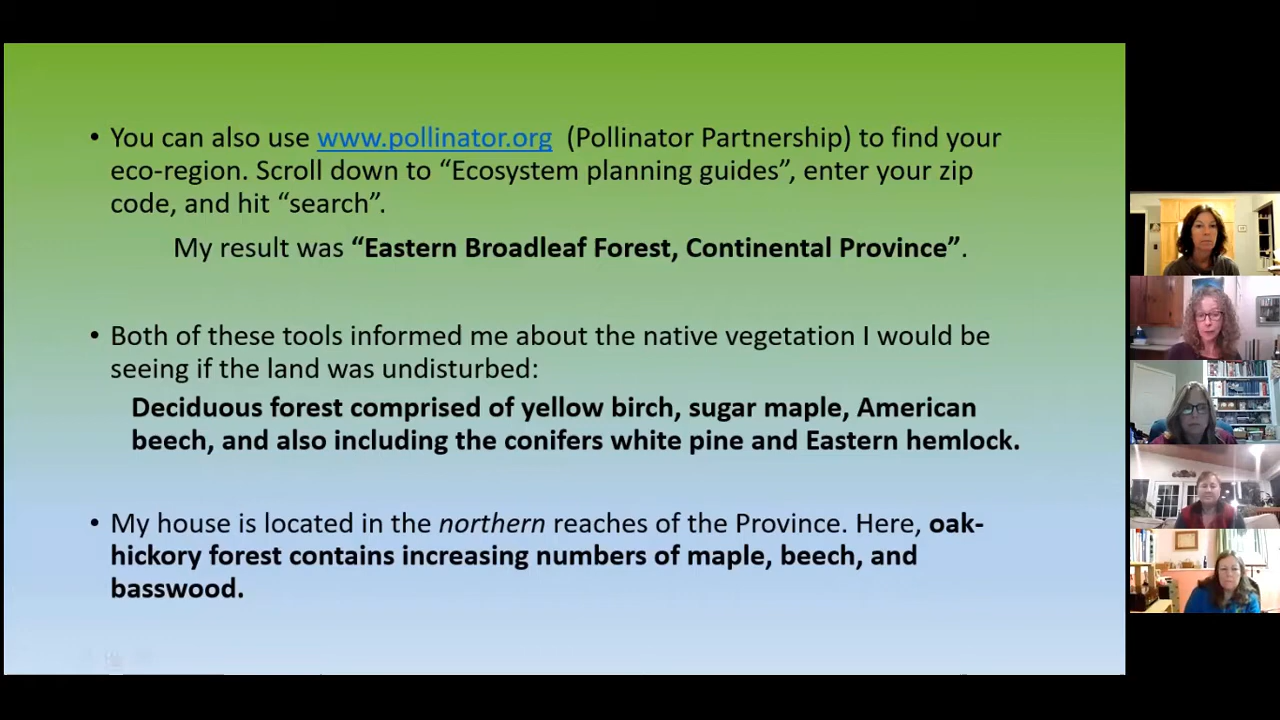 • You can also use www.pollinator.org (Pollinator Partnership) to find your
eco-region. Scroll down to “Ecosystem planning guides”, enter your zip
code, and hit “search”.
My result was “Eastern Broadleaf Forest, Continental Province”.
• Both of these tools informed me about the native vegetation I would be
seeing if the land was undisturbed:
Deciduous forest comprised of yellow birch, sugar maple, American
beech, and also including the conifers white pine and Eastern hemlock.
• My house is located in the northern reaches of the Province. Here, oak-
hickory forest contains increasing numbers of maple, beech, and
basswood.